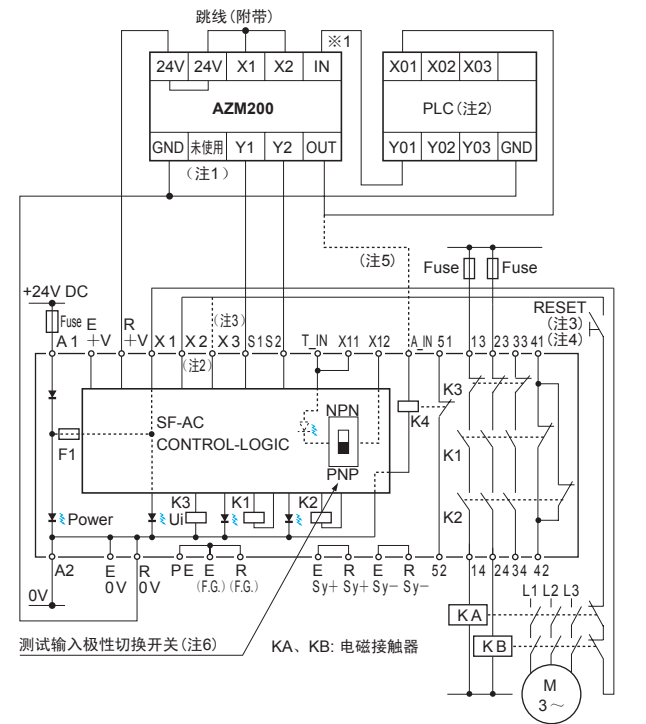 跳线(附带)
※1
24V 24V X1 X2 IN
X01 X02 X03
AZM200
PLC(注2)
GND 未使用 Y1 Y2 OUT
Y01 Y02 Y03 GND
(注1)
(注5)
Fuse Fuse
+24V DC
RESET
(注3)
(注4)
Fuse
E
+V
R
+V
(注3)
A1 X1 X2 X3 S1 S2 T_IN X11 X12 A_IN 51 13 23 33 41
(注2)
K3
SF-AC
CONTROL-LOGIC
NPN
K4
F1
K1
PNP
K3 K1 K2
K2
Power
Ui
A2
E
0V
R
0V
PE
E
(F.G.)
R
(F.G.)
E
Sy+
R
Sy+
E
Sy−
R
Sy−
52 14 24 34 42
0V
L1 L2 L3
KA
KB
测试输入极性切换开关(注6)
KA、KB: 电磁接触器
M
3~